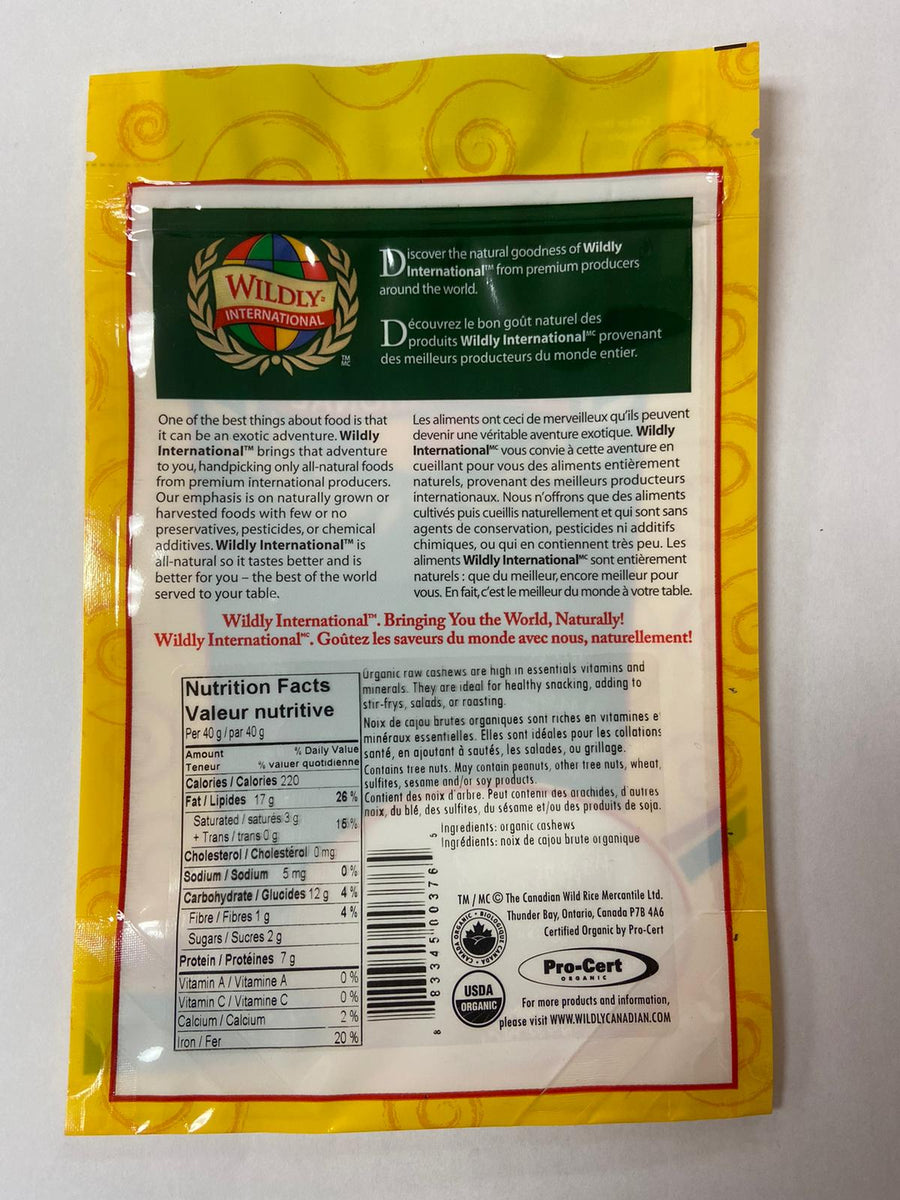 WILDLY
INTERNATIONAL
TM
MC
Discover the natural goodness of Wildly
International™ from premium producers
around the world.
Découvrez le bon goût naturel des
produits Wildly InternationalMC provenant
des meilleurs producteurs du monde entier.
One of the best things about food is that
it can be an exotic adventure. Wildly
International™ brings that adventure
to you, handpicking only all-natural foods
from premium international producers.
Our emphasis is on naturally grown or
harvested foods with few or no
preservatives, pesticides, or chemical
additives. Wildly International™ is
all-natural so it tastes better and is
better for you – the best of the world
served to your table.
Les aliments ont ceci de merveilleux qu'ils peuvent
devenir une véritable aventure exotique. Wildly
InternationalMC vous convie à cette aventure en
cueillant pour vous des aliments entièrement
naturels, provenant des meilleurs producteurs
internationaux. Nous n'offrons que des aliments
cultivés puis cueillis naturellement et qui sont sans
agents de conservation, pesticides ni additifs
chimiques, ou qui en contiennent très peu. Les
aliments Wildly InternationalMC sont entièrement
naturels : que du meilleur, encore meilleur pour
vous. En fait, c'est le meilleur du monde à votre table.
Wildly International™. Bringing You the World, Naturally!
Wildly InternationalMC. Goûtez les saveurs du monde avec nous, naturellement!
Nutrition Facts
Valeur nutritive
Per 40 g / par 40 g
Amount % Daily Value
Teneur % valuer quotidienne
Calories / Calories 220
Fat / Lipides 17 g 26 %
Saturated / saturés 3 g 15 %
+ Trans / trans 0 g
Cholesterol / Cholestérol 0 mg
Sodium / Sodium 5 mg 0 %
Carbohydrate / Glucides 12 g 4 %
Fibre / Fibres 1 g 4 %
Sugars / Sucres 2 g
Protein / Protéines 7 g
Vitamin A / Vitamine A 0 %
Vitamin C / Vitamine C 0 %
Calcium / Calcium 2 %
Iron / Fer 20 %
Organic raw cashews are high in essentials vitamins and
minerals. They are ideal for healthy snacking, adding to
stir-frys, salads, or roasting.
Noix de cajou brutes organiques sont riches en vitamines et
minéraux essentielles. Elles sont idéales pour les collations
santé, en ajoutant à sautés, les salades, ou grillage.
Contains tree nuts. May contain peanuts, other tree nuts, wheat,
sulfites, sesame and/or soy products.
Contient des noix d'arbre. Peut contenir des arachides, d'autres
noix, du blé, des sulfites, du sésame et/ou des produits de soja.
Ingredients: organic cashews
Ingrédients: noix de cajou brute organique
8 33345 00376 5
TM / MC © The Canadian Wild Rice Mercantile Ltd.
Thunder Bay, Ontario, Canada P7B 4A6
Certified Organic by Pro-Cert
CANADA ORGANIC • BIOLOGIQUE CANADA
Pro-Cert
ORGANIC
USDA
ORGANIC
For more products and information,
please visit WWW.WILDLYCANADIAN.COM